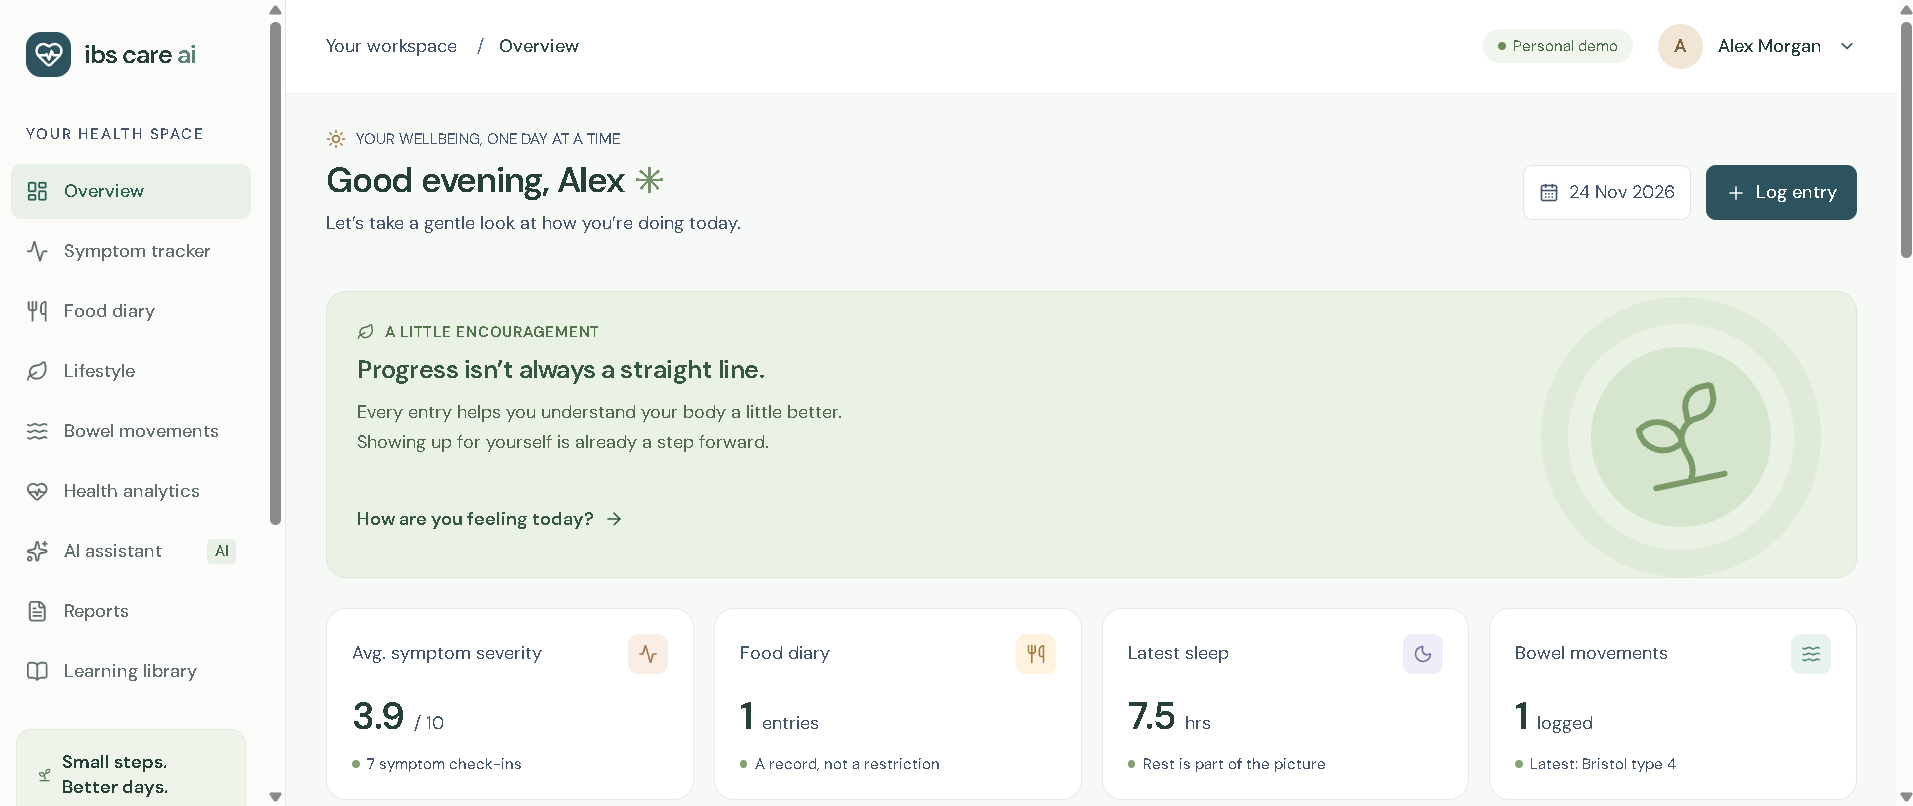 ibs care ai
YOUR HEALTH SPACE
Overview
Symptom tracker
Food diary
Lifestyle
Bowel movements
Health analytics
AI assistant AI
Reports
Learning library
Small steps.
Better days.
Your workspace / Overview
Personal demo
A
Alex Morgan
YOUR WELLBEING, ONE DAY AT A TIME
Good evening, Alex
Let’s take a gentle look at how you’re doing today.
24 Nov 2026
Log entry
A LITTLE ENCOURAGEMENT
Progress isn’t always a straight line.
Every entry helps you understand your body a little better.
Showing up for yourself is already a step forward.
How are you feeling today?
Avg. symptom severity
3.9 / 10
7 symptom check-ins
Food diary
1 entries
A record, not a restriction
Latest sleep
7.5 hrs
Rest is part of the picture
Bowel movements
1 logged
Latest: Bristol type 4